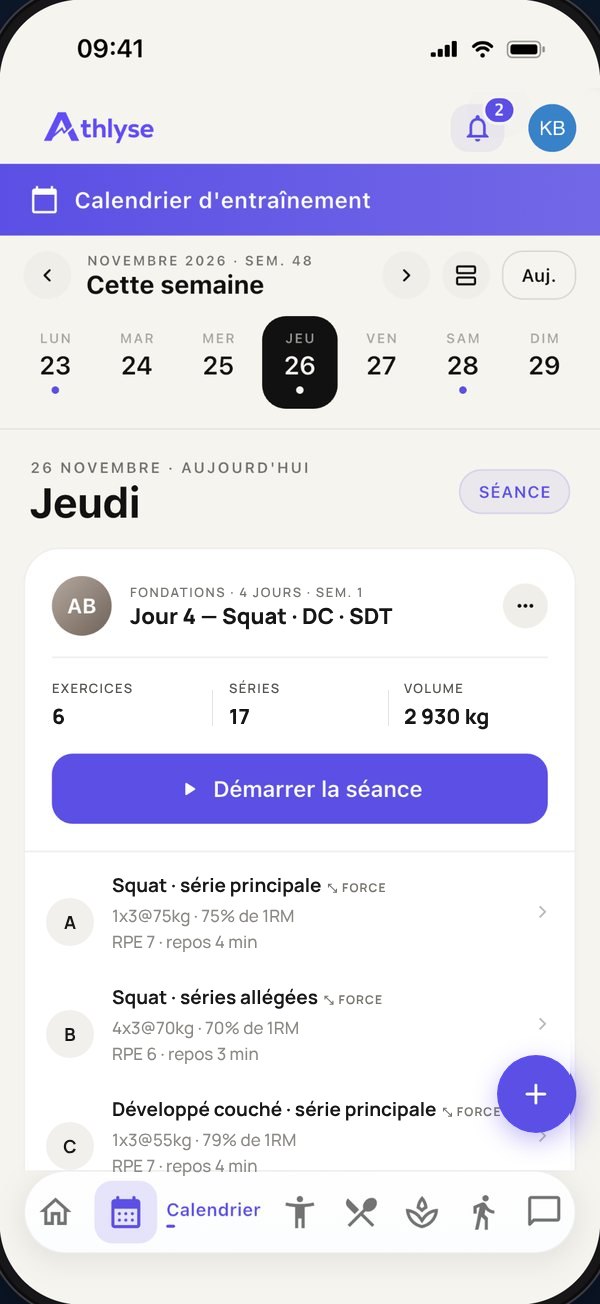 09:41
Athlyse
2
KB
Calendrier d'entraînement
NOVEMBRE 2026 · SEM. 48
Cette semaine
Auj.
LUN MAR MER JEU VEN SAM DIM
23 24 25 26 27 28 29
26 NOVEMBRE · AUJOURD'HUI
Jeudi
SÉANCE
AB
FONDATIONS · 4 JOURS · SEM. 1
Jour 4 — Squat · DC · SDT
EXERCICES SÉRIES VOLUME
6 17 2 930 kg
Démarrer la séance
A
Squat · série principale FORCE
1x3@75kg · 75% de 1RM
RPE 7 · repos 4 min
B
Squat · séries allégées FORCE
4x3@70kg · 70% de 1RM
RPE 6 · repos 3 min
C
Développé couché · série principale FORCE
1x3@55kg · 79% de 1RM
RPE 7 · repos 4 min
Calendrier